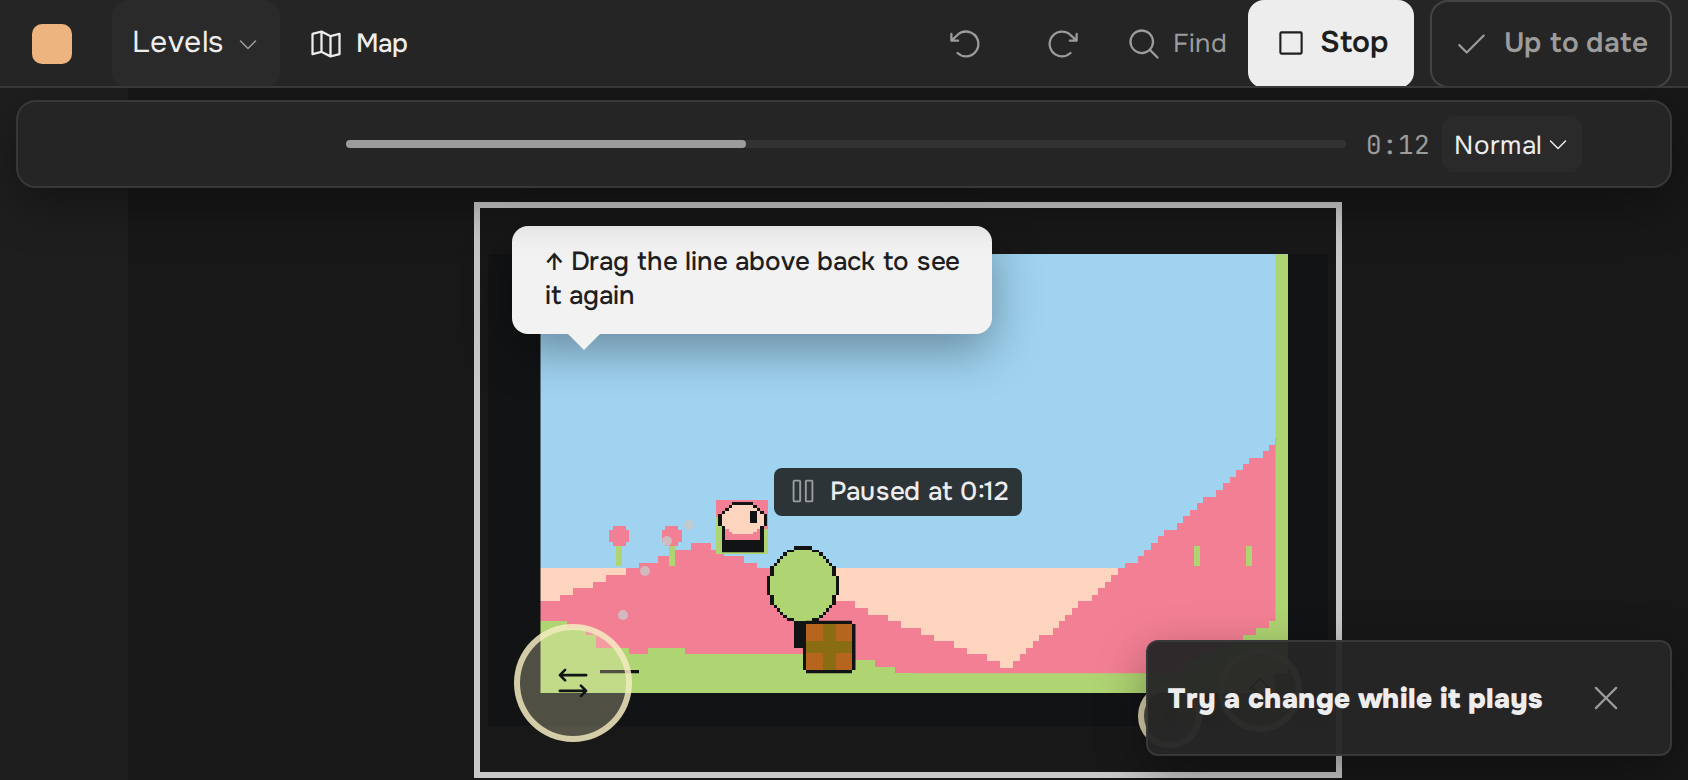 Levels
Map
Find
Stop
Up to date
0:12
Normal
↑ Drag the line above back to see
it again
Paused at 0:12
Try a change while it plays